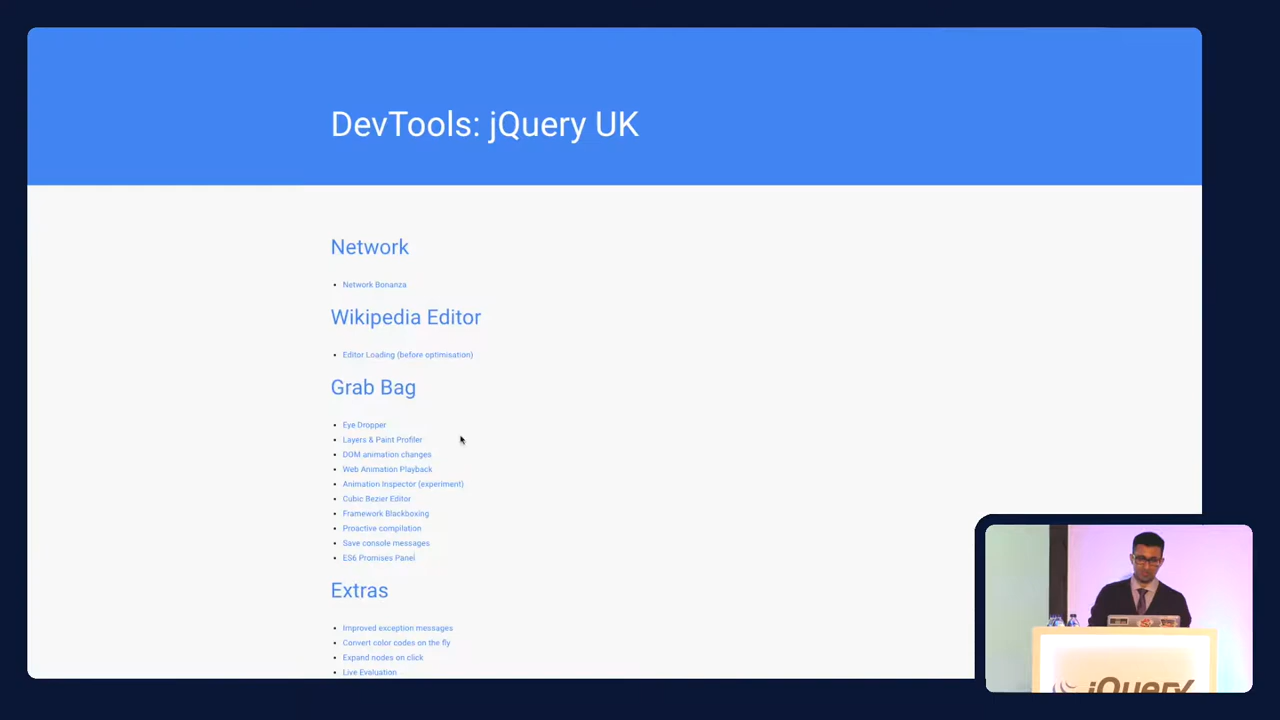 DevTools: jQuery UK
Network
Network Bonanza
Wikipedia Editor
Editor Loading (before optimisation)
Grab Bag
Eye Dropper
Layers & Paint Profiler
DOM animation changes
Web Animation Playback
Animation Inspector (experiment)
Cubic Bezier Editor
Framework Blackboxing
Proactive compilation
Save console messages
ES6 Promises Panel
Extras
Improved exception messages
Convert color codes on the fly
Expand nodes on click
Live Evaluation
jQuery